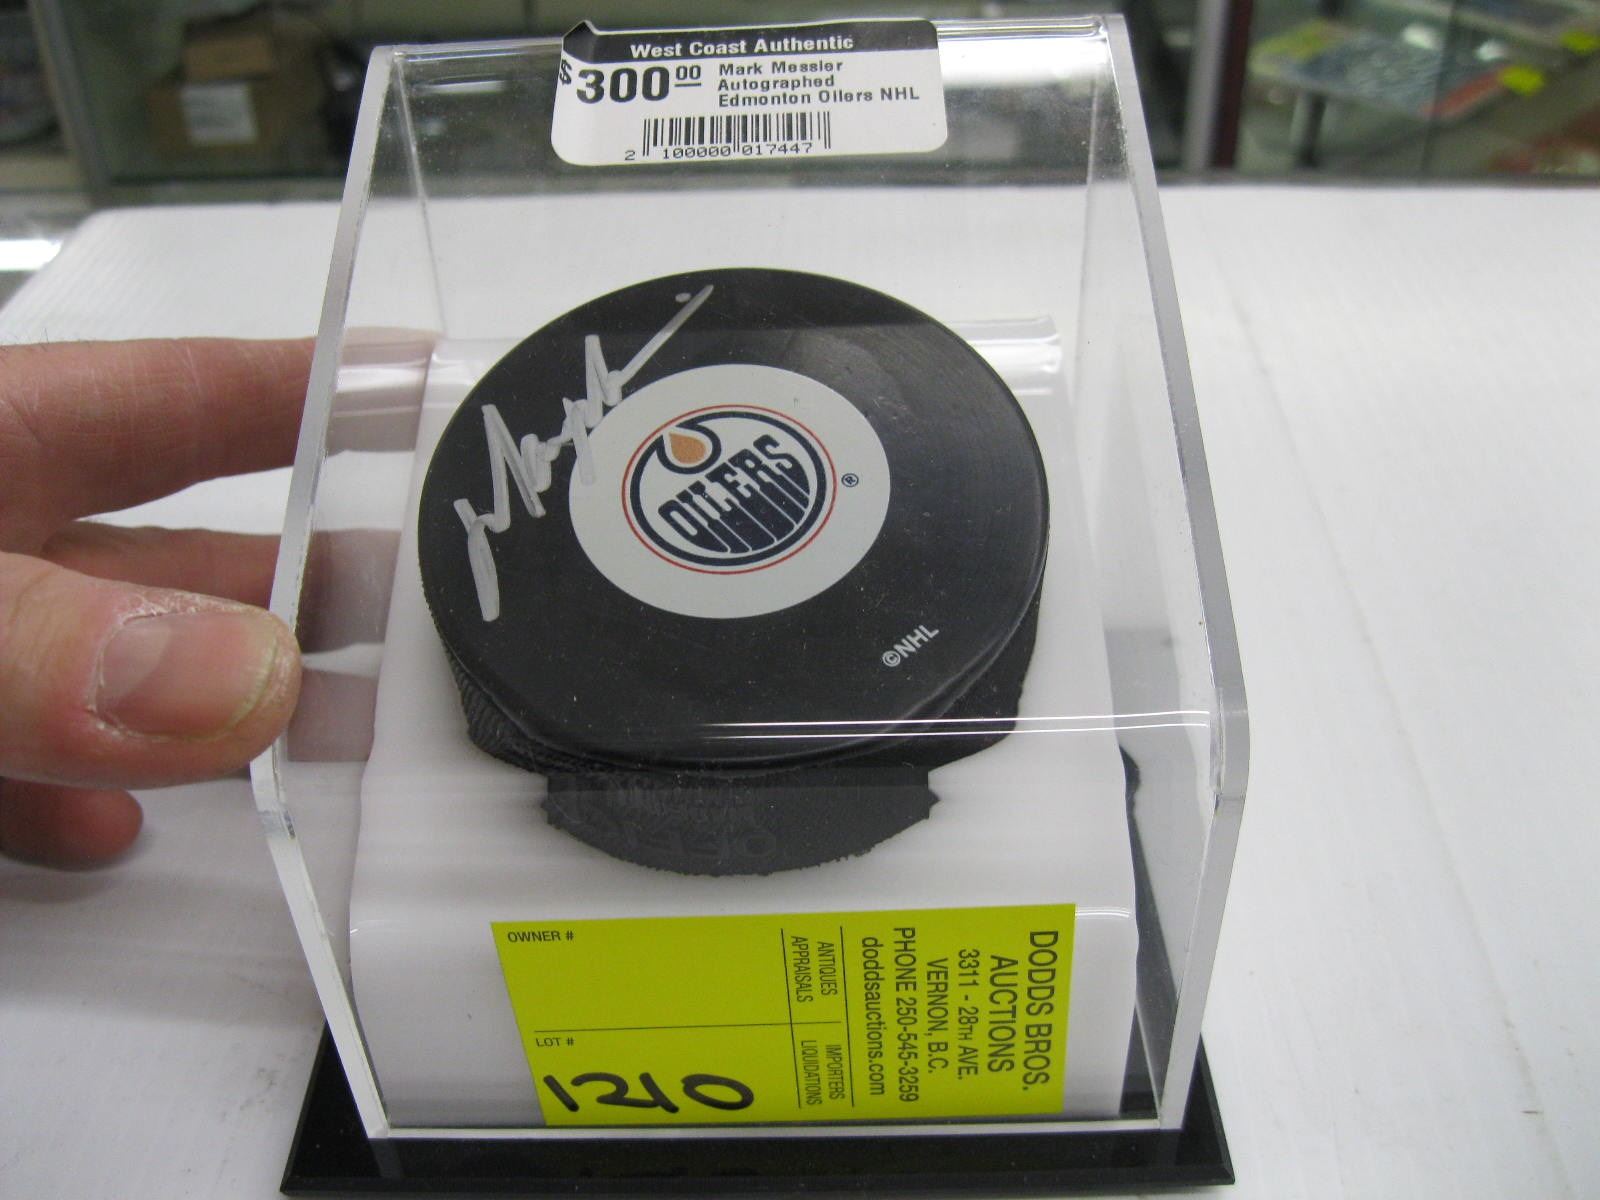 West Coast Authentic
$300 00
Mark Messier
Autographed
Edmonton Oilers NHL
2 100000 017447
OILERS
®
©NHL
DODDS BROS.
AUCTIONS
3311 - 28TH AVE.
VERNON, B.C.
PHONE 250-545-3259
doddsauctions.com
ANTIQUES
APPRAISALS
IMPORTERS
LIQUIDATIONS
OWNER #
LOT #
1210